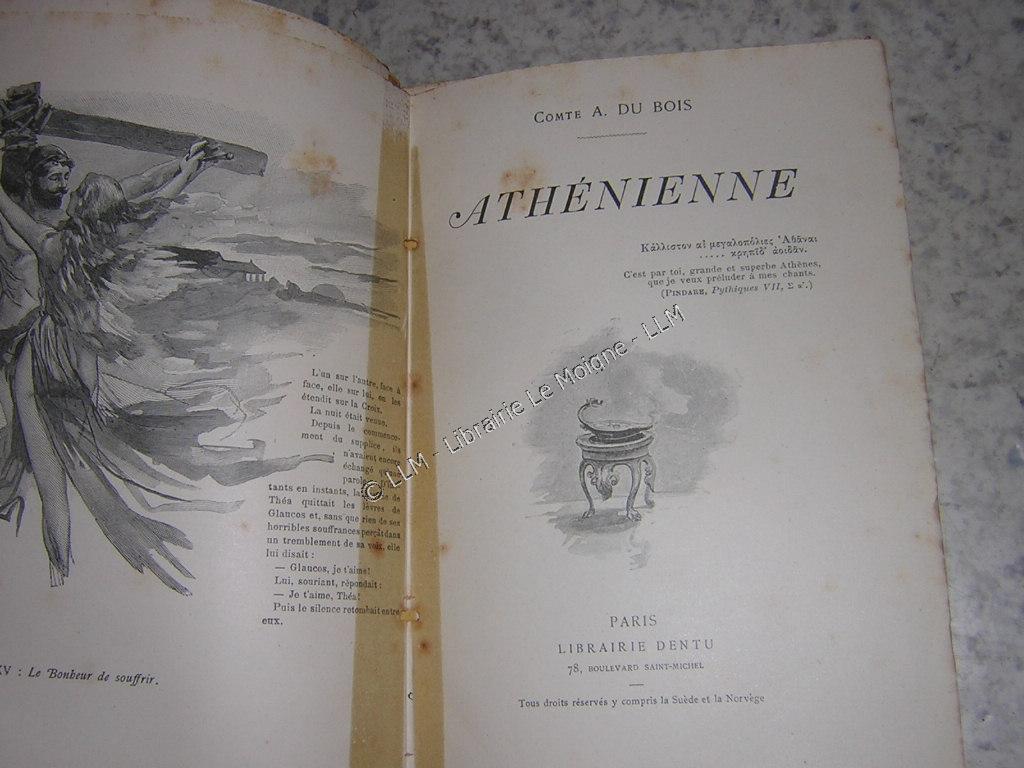 L'un sur l'autre, face à
face, elle sur lui, on les
étendit sur la Croix.
La nuit était venue.
Depuis le commence-
ment du supplice, ils
n'avaient encore
échangé
tants en instants, la de
Théa quittait les lèvres de
Glaucos et, sans que rien de ses
horribles souffrances perçât dans
un tremblement de sa voix, elle
lui disait :
— Glaucos, je t'aime!
Lui, souriant, répondait :
— Je t'aime, Théa!
Puis le silence retombait entre
eux.
XV : Le Bonheur de souffrir.
COMTE A. DU BOIS
ATHÉNIENNE
Κάλλιστον αἱ μεγαλοπόλιες Ἀθᾶναι
..... κρηπῖδ' ἀοιδᾶν.
C'est par toi, grande et superbe Athènes,
que je veux préluder à mes chants.
(PINDARE, Pythiques VII, Σ α'.)
PARIS
LIBRAIRIE DENTU
78, BOULEVARD SAINT-MICHEL
Tous droits réservés y compris la Suède et la Norvège
© LLM - Librairie Le Moigne - LLM